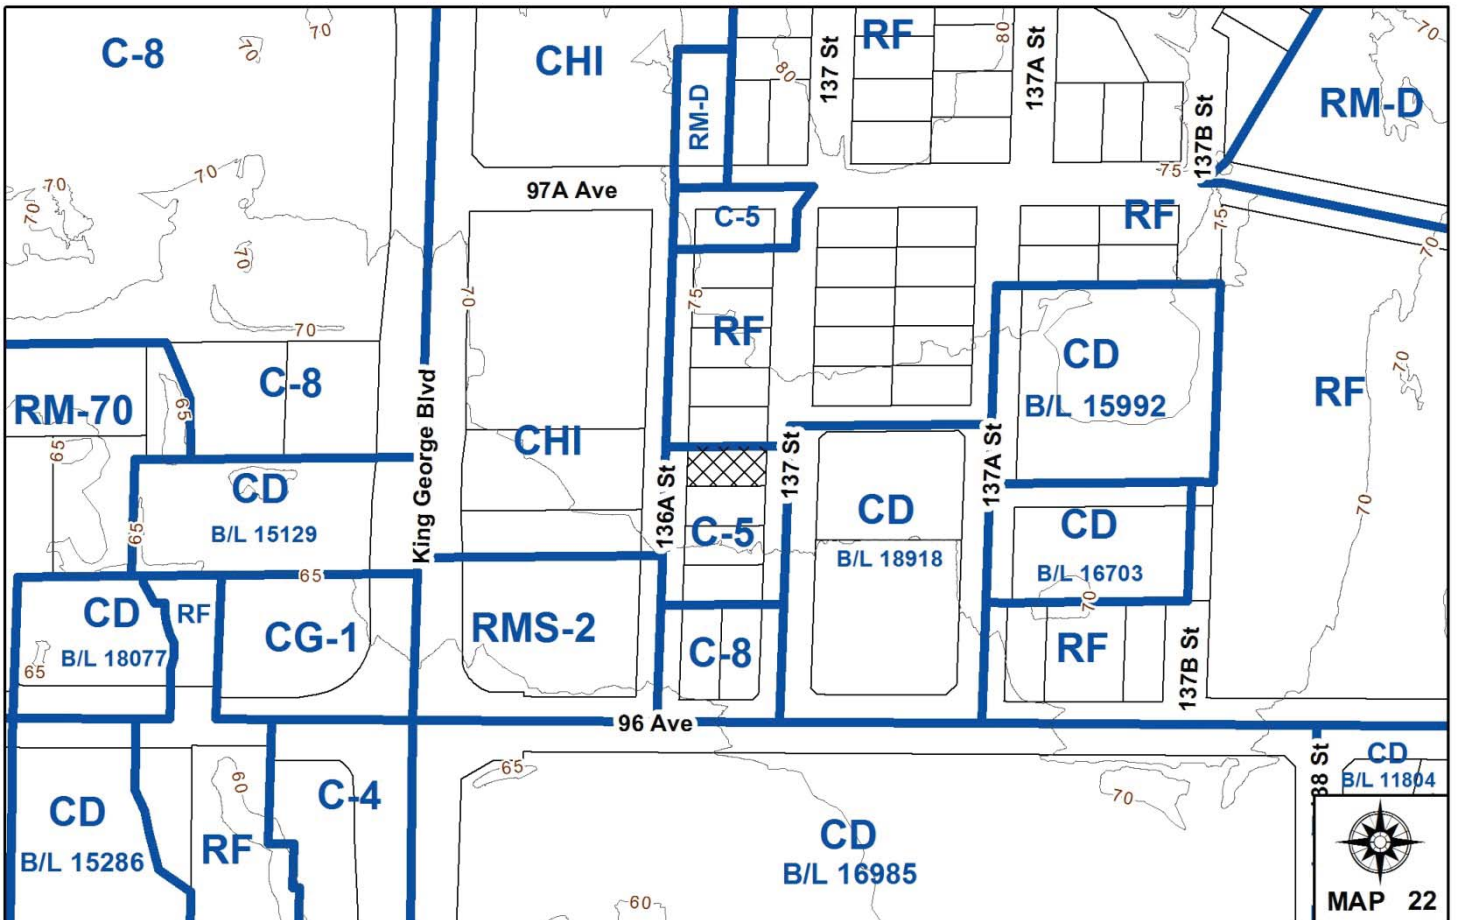 C-8
70
70
CHI
80
137 St
RF
80
137A St
70
RM-D
RM-D
137B St
70
70
70
97A Ave
C-5
75
RF
75
70
70
70
70
75
RF
CD
B/L 15992
RF
70
RM-70
65
C-8
King George Blvd
CHI
65
CD
B/L 15129
65
136A St
C-5
137 St
CD
B/L 18918
137A St
CD
B/L 16703
70
70
65
CD
B/L 18077
65
RF
CG-1
RMS-2
C-8
RF
137B St
96 Ave
CD
B/L 15286
60
RF
C-4
65
CD
B/L 16985
60
70
CD
B/L 11804
MAP 22